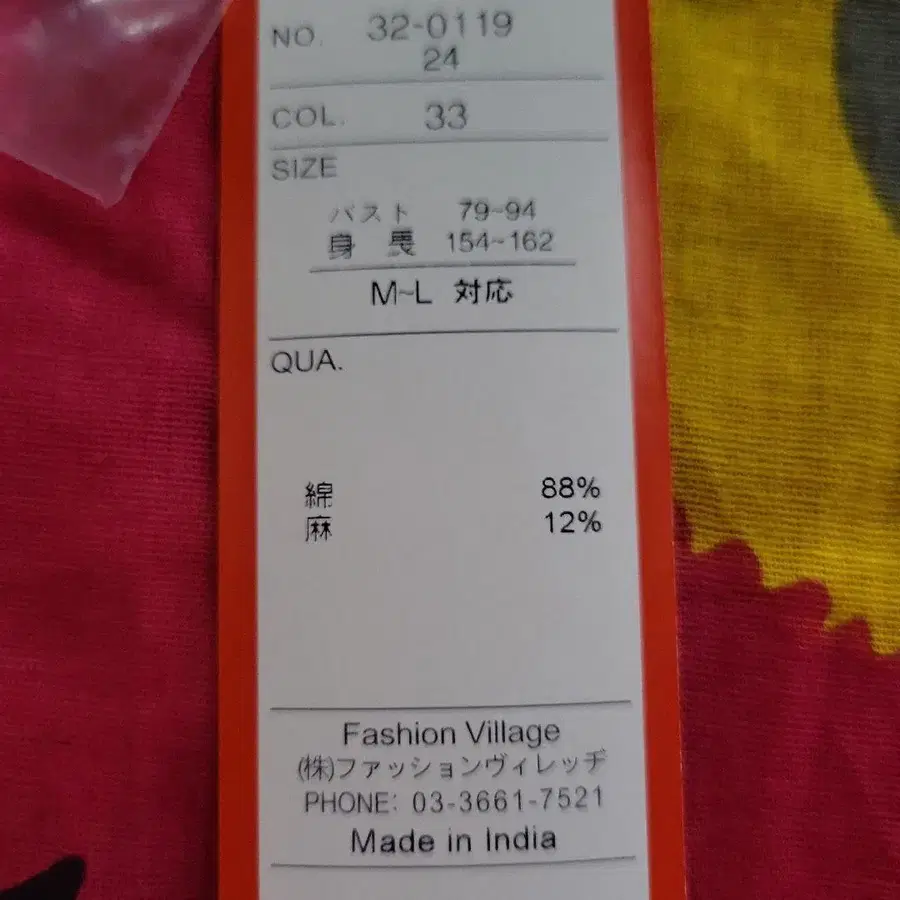 NO. 32-0119
24
COL. 33
SIZE
バスト 79~94
身長 154~162
M~L 対応
QUA.
綿 88%
麻 12%
Fashion Village
(株)ファッションヴィレッヂ
PHONE: 03-3661-7521
Made in India